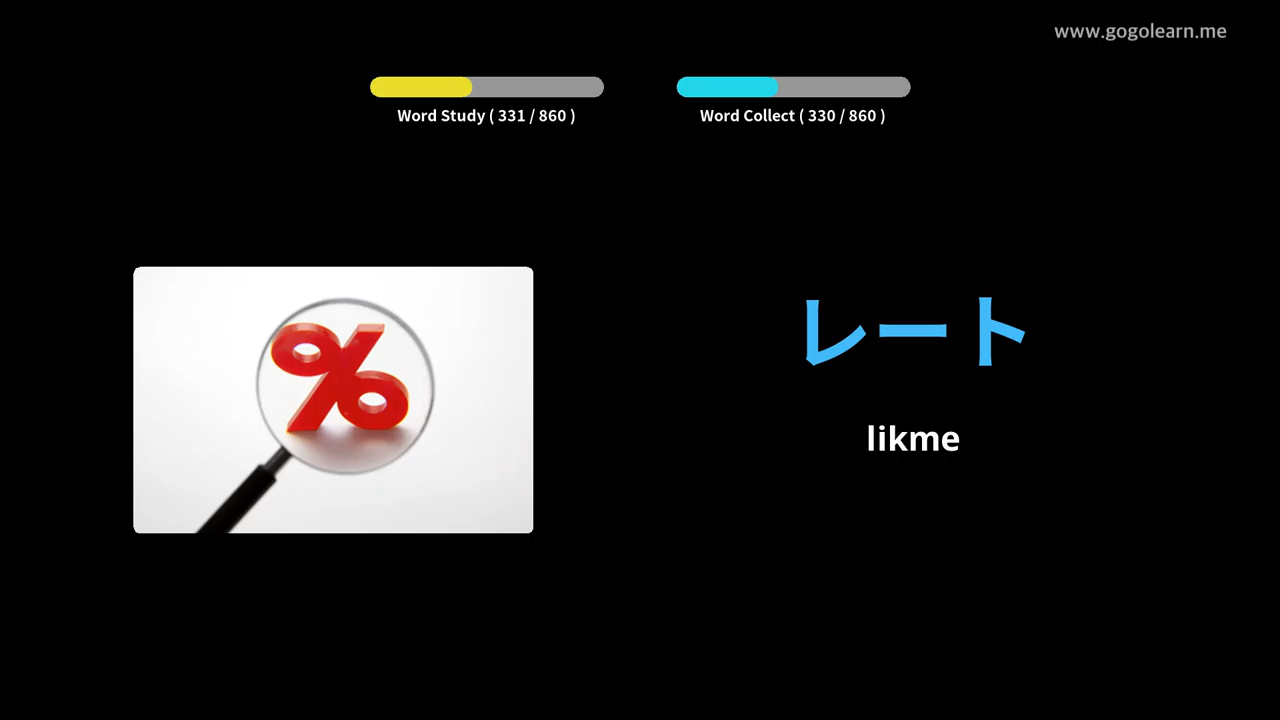 www.gogolearn.me
Word Study ( 331 / 860 )
Word Collect ( 330 / 860 )
%
レート
likme